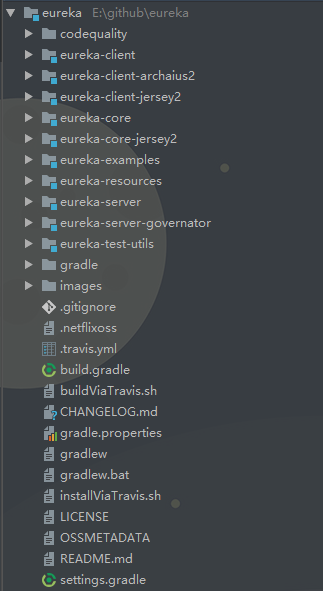 eureka E:\github\eureka
codequality
eureka-client
eureka-client-archaius2
eureka-client-jersey2
eureka-core
eureka-core-jersey2
eureka-examples
eureka-resources
eureka-server
eureka-server-governator
eureka-test-utils
gradle
images
.gitignore
.netflixoss
.travis.yml
build.gradle
buildViaTravis.sh
CHANGELOG.md
gradle.properties
gradlew
gradlew.bat
installViaTravis.sh
LICENSE
OSSMETADATA
README.md
settings.gradle